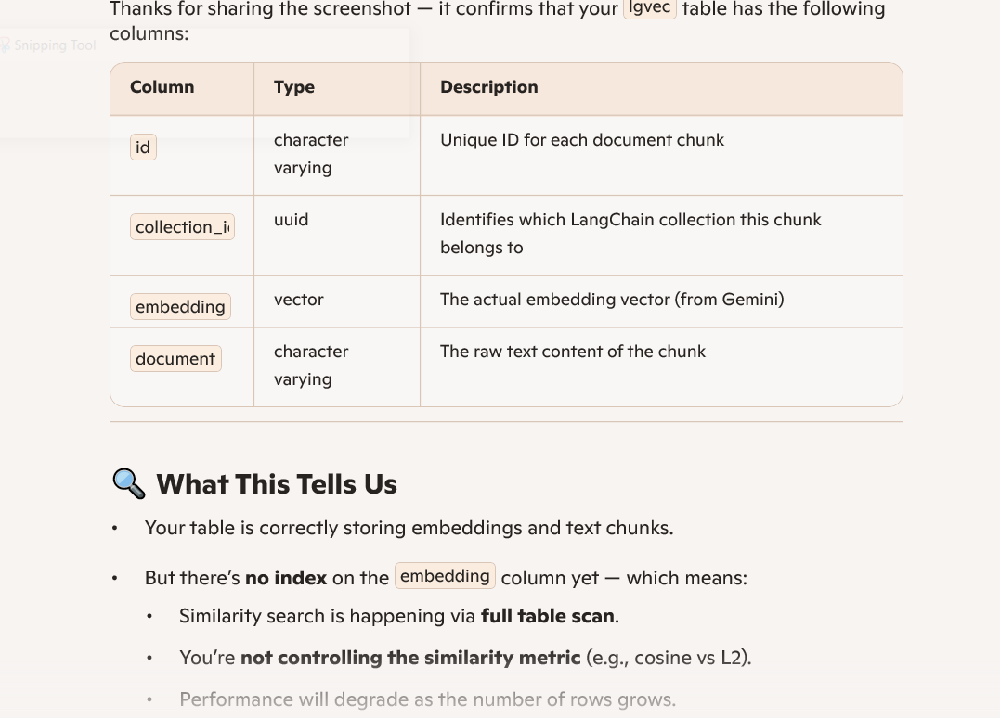 Thanks for sharing the screenshot — it confirms that your lgvec table has the following
columns:
Snipping Tool
Column Type Description
id character varying Unique ID for each document chunk
collection_i uuid Identifies which LangChain collection this chunk
belongs to
embedding vector The actual embedding vector (from Gemini)
document character varying The raw text content of the chunk
🔍 What This Tells Us
• Your table is correctly storing embeddings and text chunks.
• But there’s no index on the embedding column yet — which means:
• Similarity search is happening via full table scan.
• You’re not controlling the similarity metric (e.g., cosine vs L2).
• Performance will degrade as the number of rows grows.